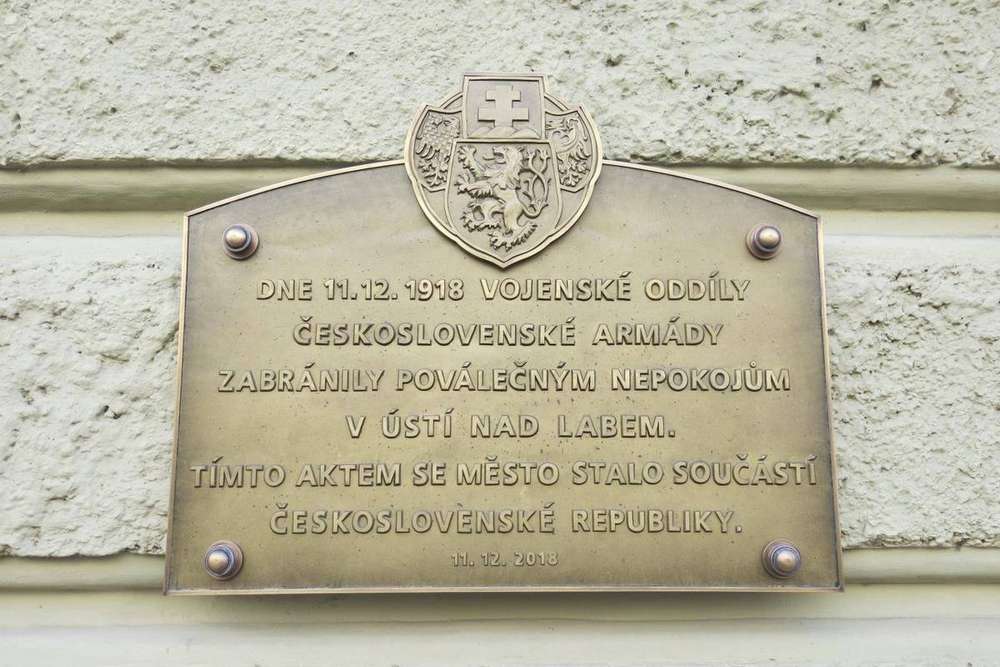 DNE 11.12.1918 VOJENSKÉ ODDÍLY
ČESKOSLOVENSKÉ ARMÁDY
ZABRÁNILY POVÁLEČNÝM NEPOKOJŮM
V ÚSTÍ NAD LABEM.
TÍMTO AKTEM SE MĚSTO STALO SOUČÁSTÍ
ČESKOSLOVENSKÉ REPUBLIKY.
11. 12. 2018